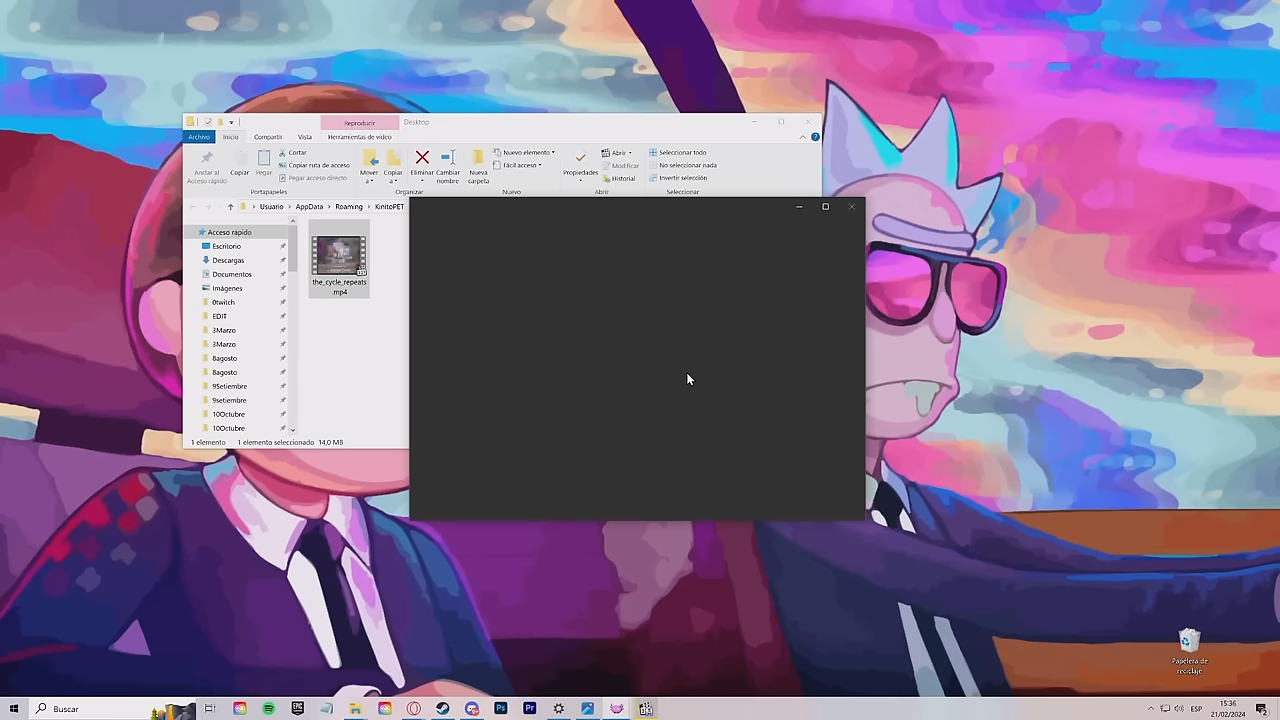 Reproducir
Desktop
Archivo
Inicio
Compartir
Vista
Herramientas de vídeo
Anclar al
Acceso rápido
Copiar
Pegar
Cortar
Copiar ruta de acceso
Pegar acceso directo
Portapapeles
Mover
a
Copiar
a
Eliminar
Cambiar
nombre
Organizar
Nueva
carpeta
Nuevo elemento
Fácil acceso
Nuevo
Propiedades
Abrir
Modificar
Historial
Abrir
Seleccionar todo
No seleccionar nada
Invertir selección
Seleccionar
Usuario > AppData > Roaming > KinitoPET
Acceso rápido
Escritorio
Descargas
Documentos
Imágenes
0twitch
EDIT
3Marzo
3Marzo
8agosto
8agosto
9Setiembre
9setiembre
10Octubre
10Octubre
the_cycle_repeats
.mp4
1 elemento
1 elemento seleccionado 14,0 MB
Papelera de
reciclaje
Buscar
EPIC
Ps
Pr
ESP
15:36
21/02/2024